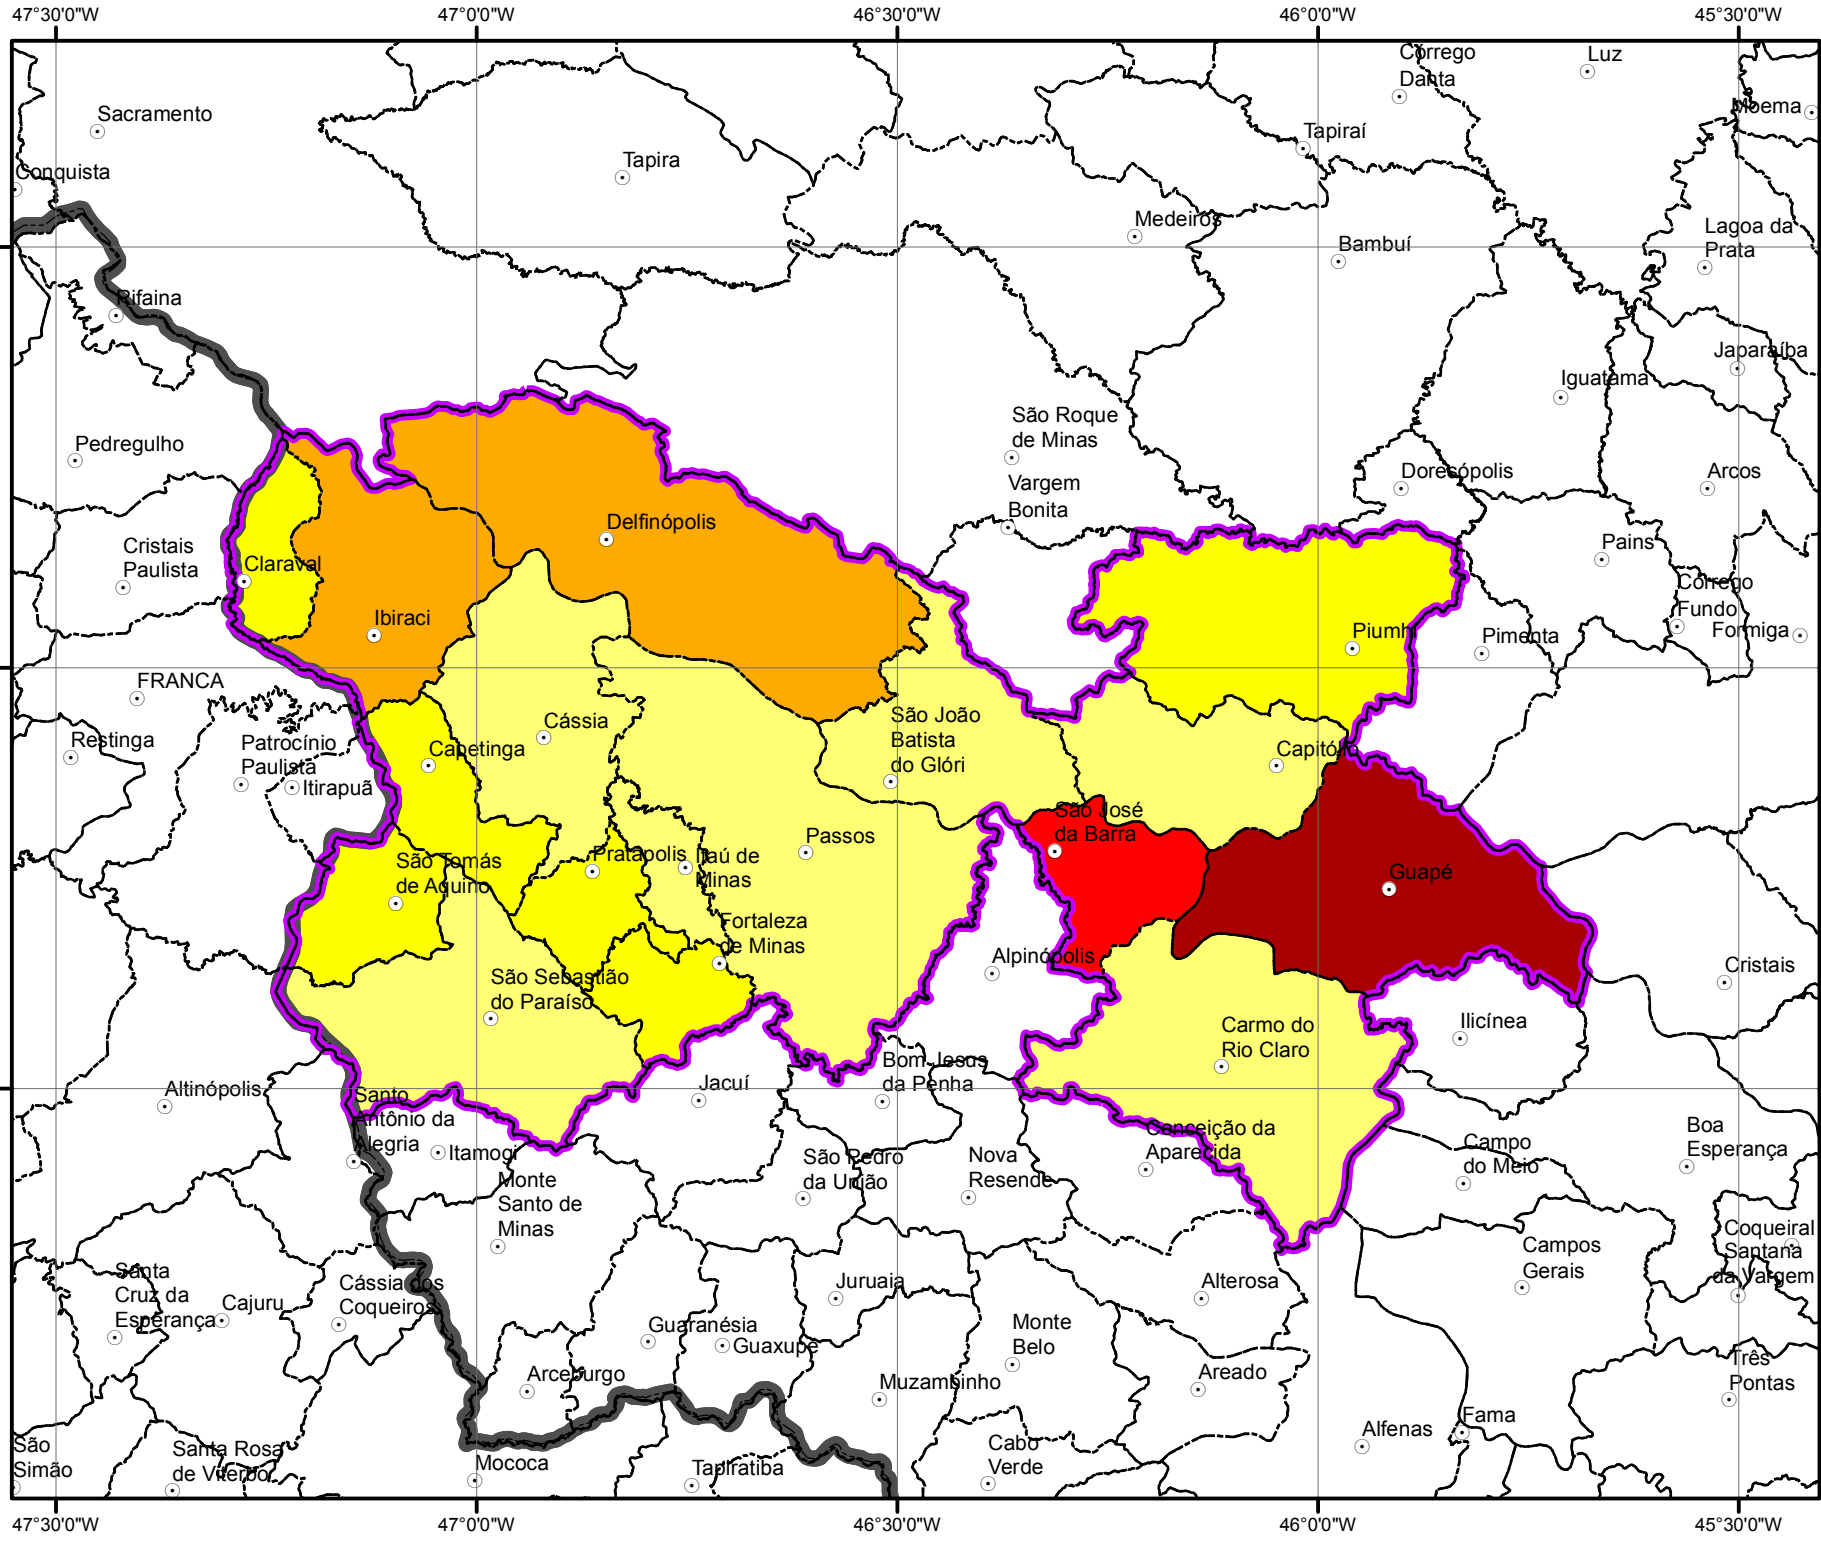 47°30'0"W 47°0'0"W 46°30'0"W 46°0'0"W 45°30'0"W
Córrego
Danta
Luz
Moema
Sacramento
Tapiraí
Tapira
Conquista
Medeiros
Bambuí
Lagoa da
Prata
Rifaina
Japaraíba
Iguatama
São Roque
de Minas
Pedregulho
Doresópolis
Arcos
Vargem
Bonita
Delfinópolis
Cristais
Paulista
Claraval
Pains
Córrego
Fundo
Formiga
Ibiraci
Piumhi
Pimenta
FRANCA
Cássia
São João
Batista
do Glóri
Restinga
Patrocínio
Paulista
Itirapuã
Capetinga
Capitólio
São José
da Barra
Passos
Pratápolis
Itaú de
Minas
São Tomás
de Aquino
Guapé
Fortaleza
de Minas
Alpinópolis
Cristais
São Sebastião
do Paraíso
Carmo do
Rio Claro
Ilicínea
Bom Jesus
da Penha
Jacuí
Altinópolis
Santo
Antônio da
Alegria
Itamogi
Conceição da
Aparecida
Boa
Esperança
Campo
do Meio
São Pedro
da União
Nova
Resende
Monte
Santo de
Minas
Coqueiral
Santana
da Vargem
Campos
Gerais
Santa
Cruz da
Esperança
Cajuru
Cássia dos
Coqueiros
Juruaia
Alterosa
Guaranésia
Guaxupé
Monte
Belo
Arceburgo
Muzambinho
Areado
Três
Pontas
Fama
Alfenas
São
Simão
Santa Rosa
de Viterbo
Mococa
Tapiratiba
Cabo
Verde
47°30'0"W 47°0'0"W 46°30'0"W 46°0'0"W 45°30'0"W